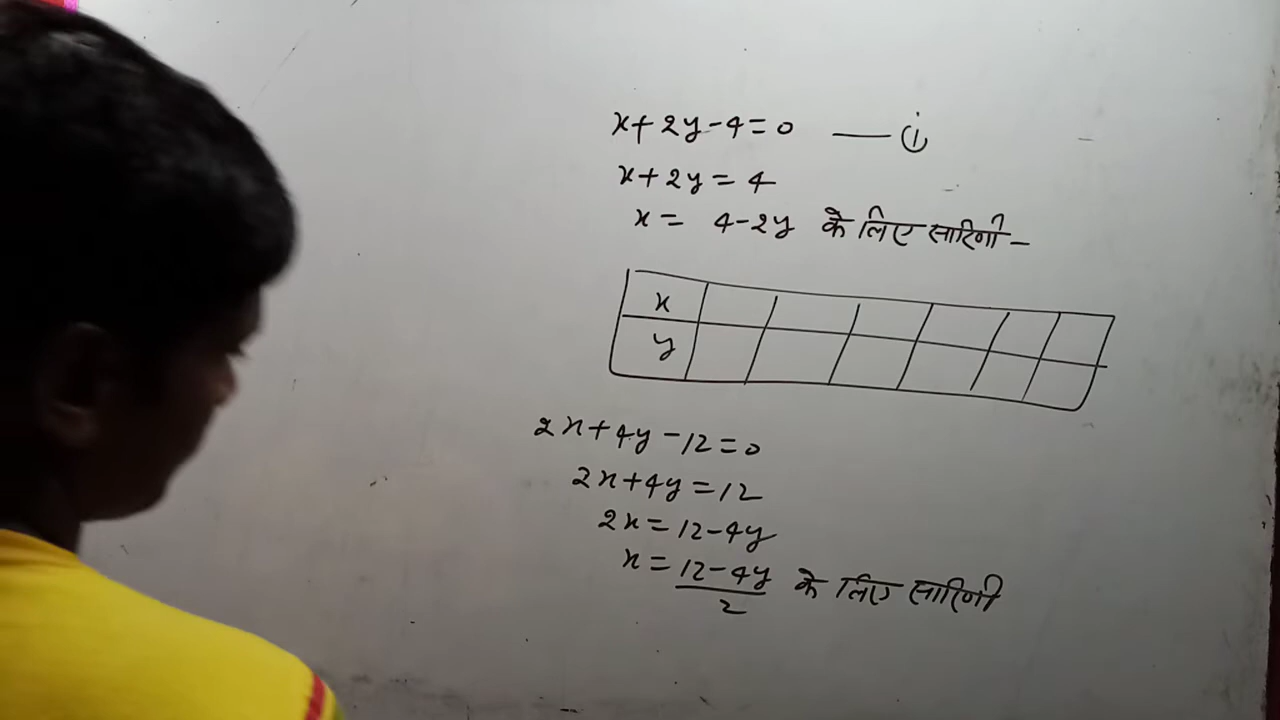 x+2y-4=0 —— (i)
x+2y=4
x= 4-2y के लिए सारिणी-
x
y
2x+4y-12=0
2x+4y=12
2x=12-4y
x=12-4y/2 के लिए सारिणी